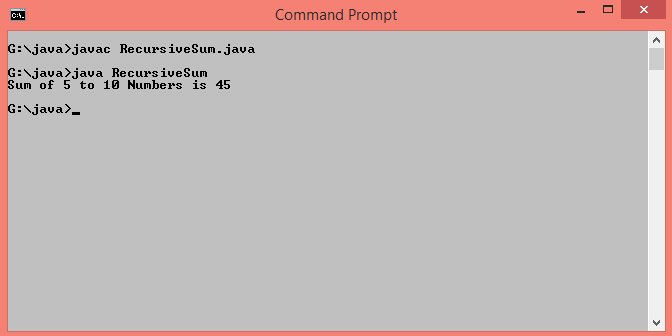 Command Prompt
G:\java>javac RecursiveSum.java
G:\java>java RecursiveSum
Sum of 5 to 10 Numbers is 45
G:\java>_